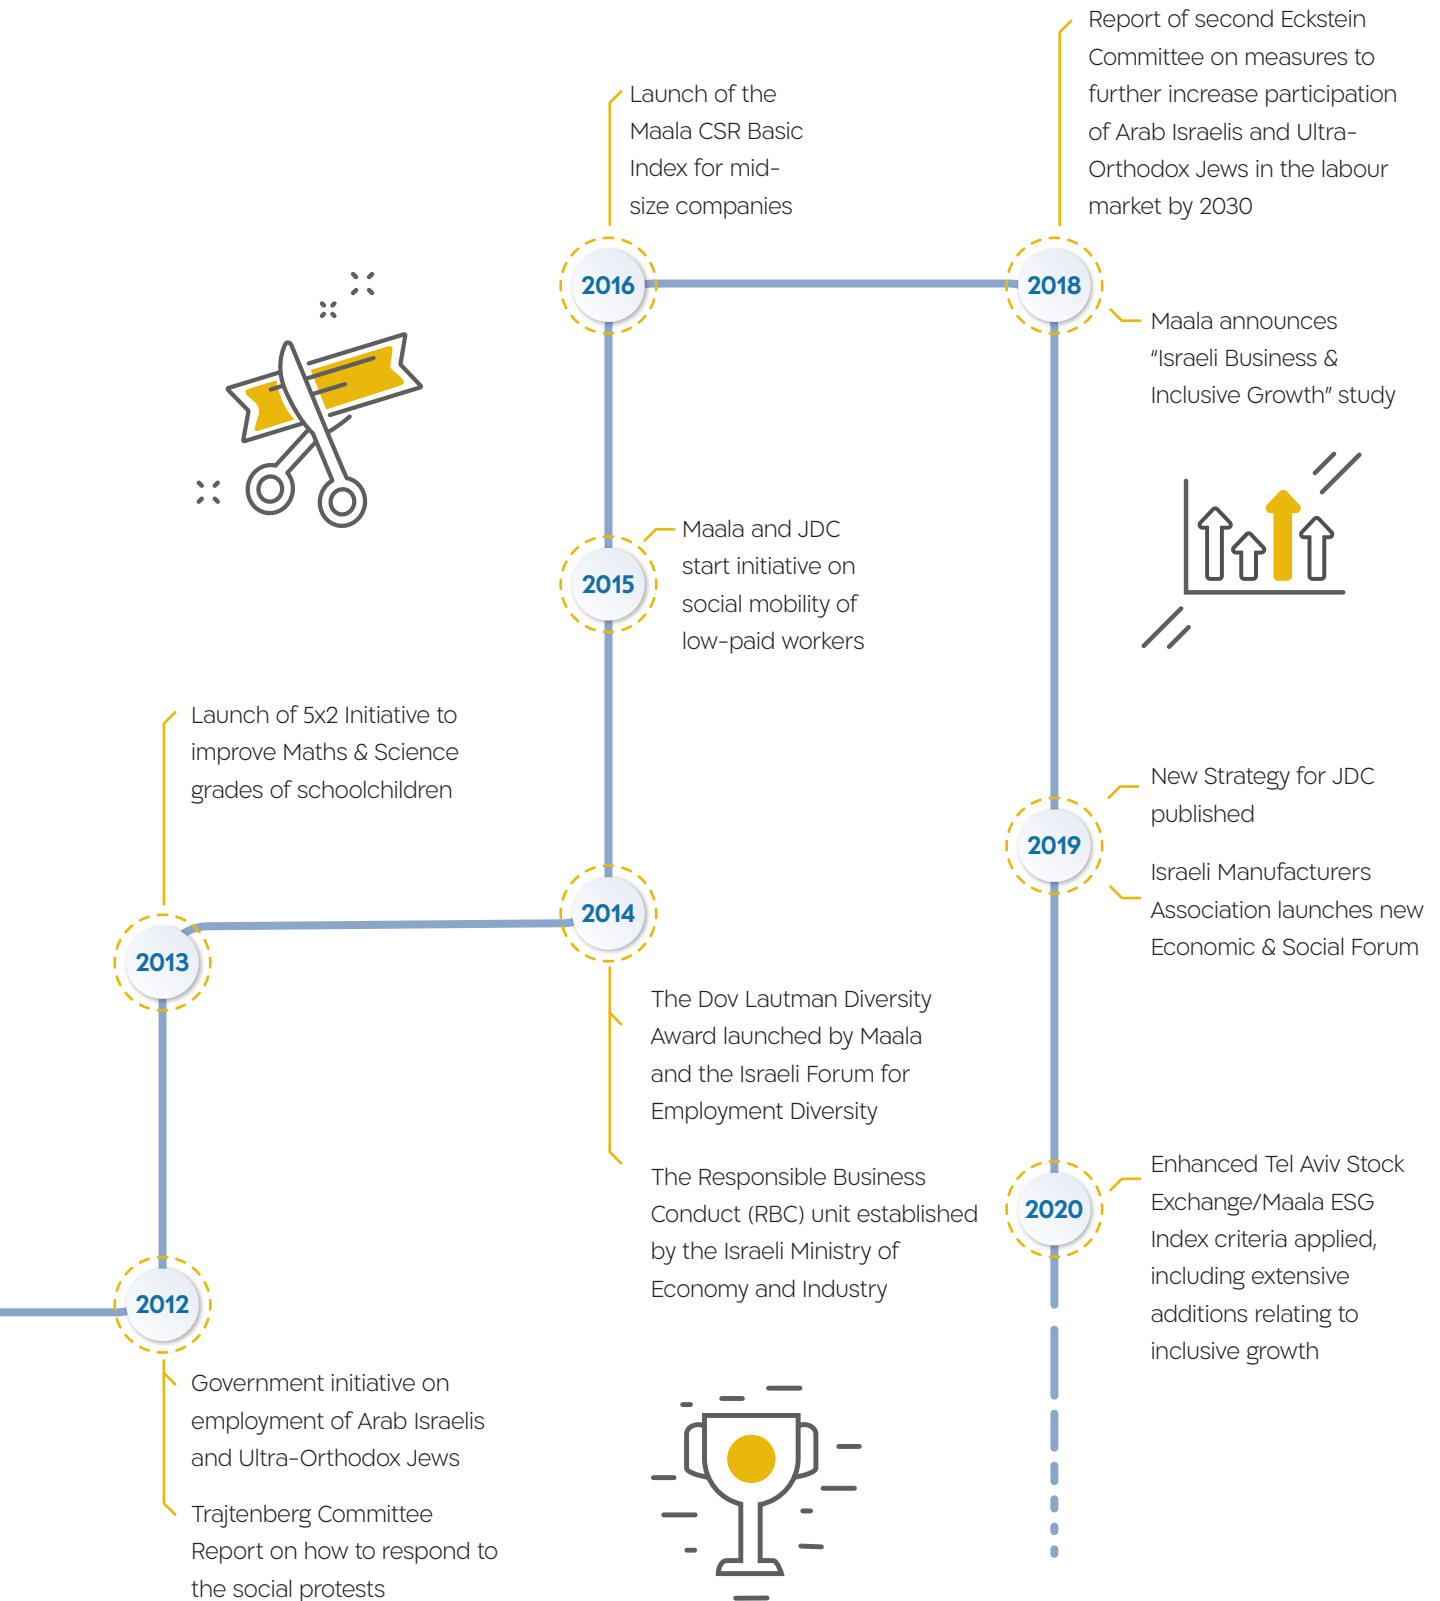 2012
Government initiative on
employment of Arab Israelis
and Ultra-Orthodox Jews
Trajtenberg Committee
Report on how to respond to
the social protests
2013
Launch of 5x2 Initiative to
improve Maths & Science
grades of schoolchildren
2014
The Dov Lautman Diversity
Award launched by Maala
and the Israeli Forum for
Employment Diversity
The Responsible Business
Conduct (RBC) unit established
by the Israeli Ministry of
Economy and Industry
2015
Maala and JDC
start initiative on
social mobility of
low-paid workers
2016
Launch of the
Maala CSR Basic
Index for mid-
size companies
2018
Report of second Eckstein
Committee on measures to
further increase participation
of Arab Israelis and Ultra-
Orthodox Jews in the labour
market by 2030
Maala announces
“Israeli Business &
Inclusive Growth” study
2019
New Strategy for JDC
published
Israeli Manufacturers
Association launches new
Economic & Social Forum
2020
Enhanced Tel Aviv Stock
Exchange/Maala ESG
Index criteria applied,
including extensive
additions relating to
inclusive growth